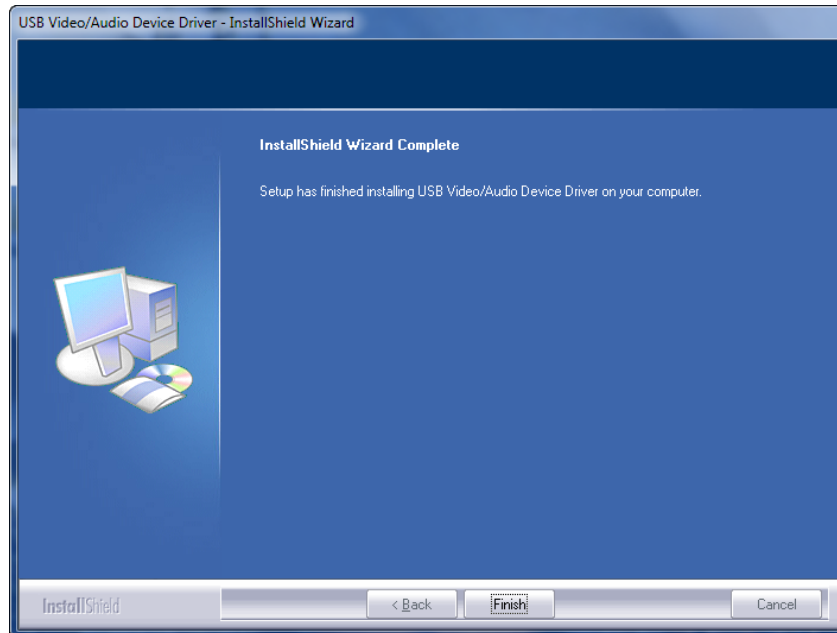 USB Video/Audio Device Driver - InstallShield Wizard
InstallShield Wizard Complete
Setup has finished installing USB Video/Audio Device Driver on your computer.
InstallShield
< Back
Finish
Cancel